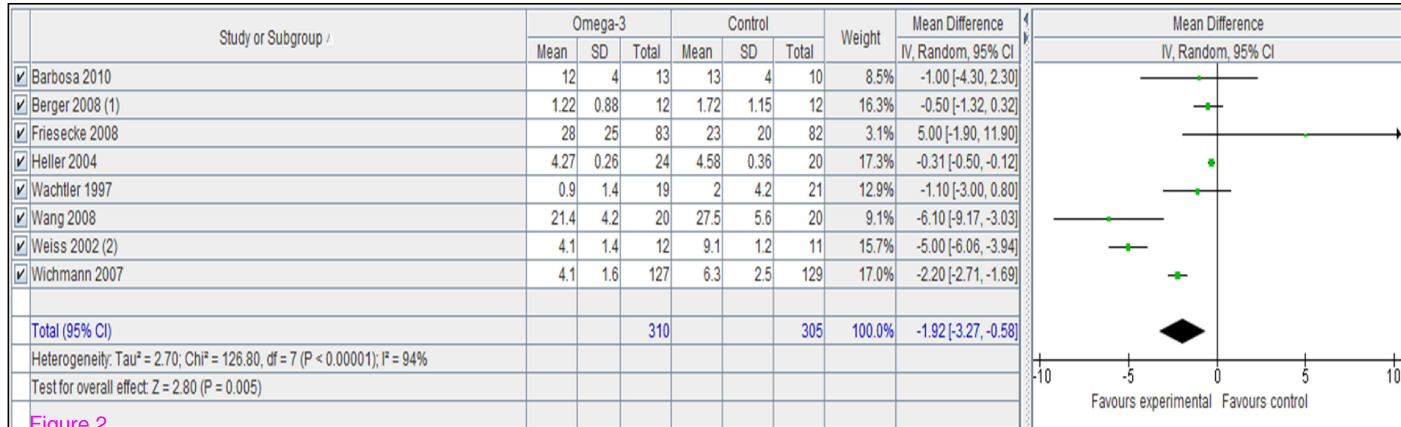 Study or Subgroup Omega-3 Control Weight Mean Difference Mean Difference
Mean SD Total Mean SD Total IV, Random, 95% CI IV, Random, 95% CI
Barbosa 2010 12 4 13 13 4 10 8.5% -1.00 [-4.30, 2.30]
Berger 2008 (1) 1.22 0.88 12 1.72 1.15 12 16.3% -0.50 [-1.32, 0.32]
Friesecke 2008 28 25 83 23 20 82 3.1% 5.00 [-1.90, 11.90]
Heller 2004 4.27 0.26 24 4.58 0.36 20 17.3% -0.31 [-0.50, -0.12]
Wachtler 1997 0.9 1.4 19 2 4.2 21 12.9% -1.10 [-3.00, 0.80]
Wang 2008 21.4 4.2 20 27.5 5.6 20 9.1% -6.10 [-9.17, -3.03]
Weiss 2002 (2) 4.1 1.4 12 9.1 1.2 11 15.7% -5.00 [-6.06, -3.94]
Wichmann 2007 4.1 1.6 127 6.3 2.5 129 17.0% -2.20 [-2.71, -1.69]
Total (95% CI) 310 305 100.0% -1.92 [-3.27, -0.58]
Heterogeneity: Tau² = 2.70; Chi² = 126.80, df = 7 (P < 0.00001); I² = 94%
Test for overall effect: Z = 2.80 (P = 0.005)
-10 -5 0 5 10
Favours experimental Favours control
Figure 2